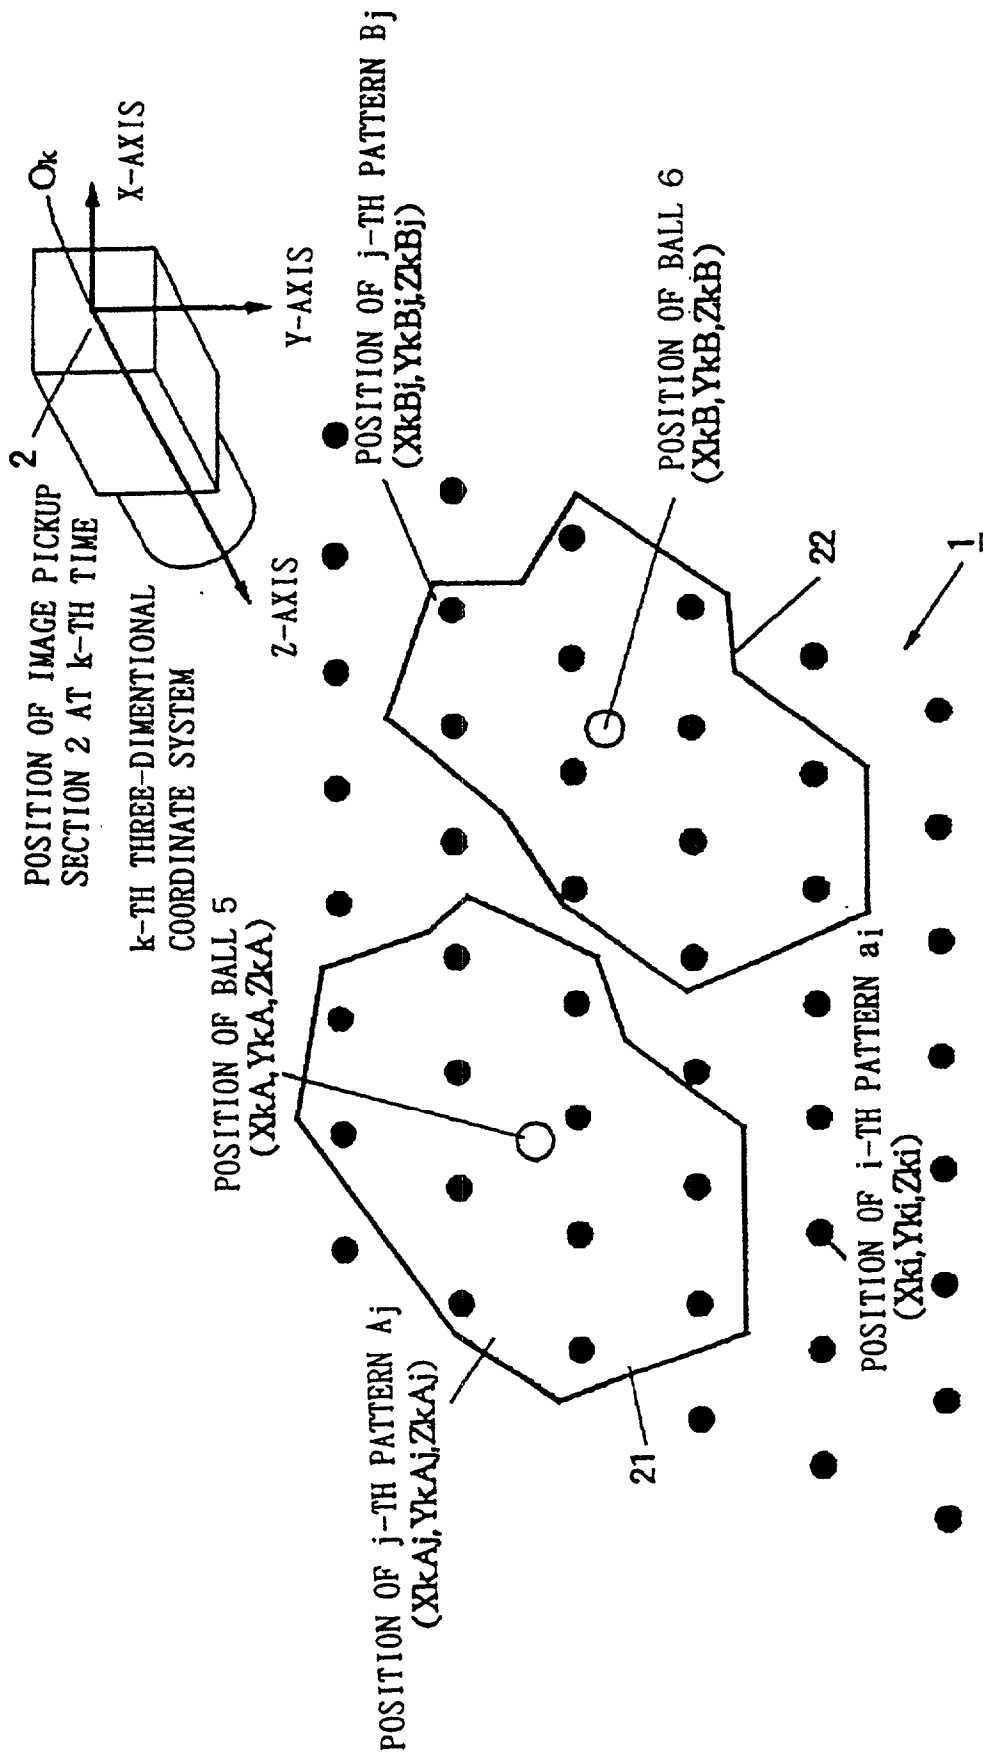 POSITION OF IMAGE PICKUP
SECTION 2 AT k-TH TIME
2
Ok
X-AXIS
Y-AXIS
Z-AXIS
k-TH THREE-DIMENTIONAL
COORDINATE SYSTEM
POSITION OF BALL 5
(XkA,YkA,ZkA)
POSITION OF j-TH PATTERN Bj
(XkBj,YkBj,ZkBj)
POSITION OF j-TH PATTERN Aj
(XkAj,YkAj,ZkAj)
POSITION OF BALL 6
(XkB,YkB,ZkB)
21
22
POSITION OF i-TH PATTERN ai
(Xki,Yki,Zki)
1